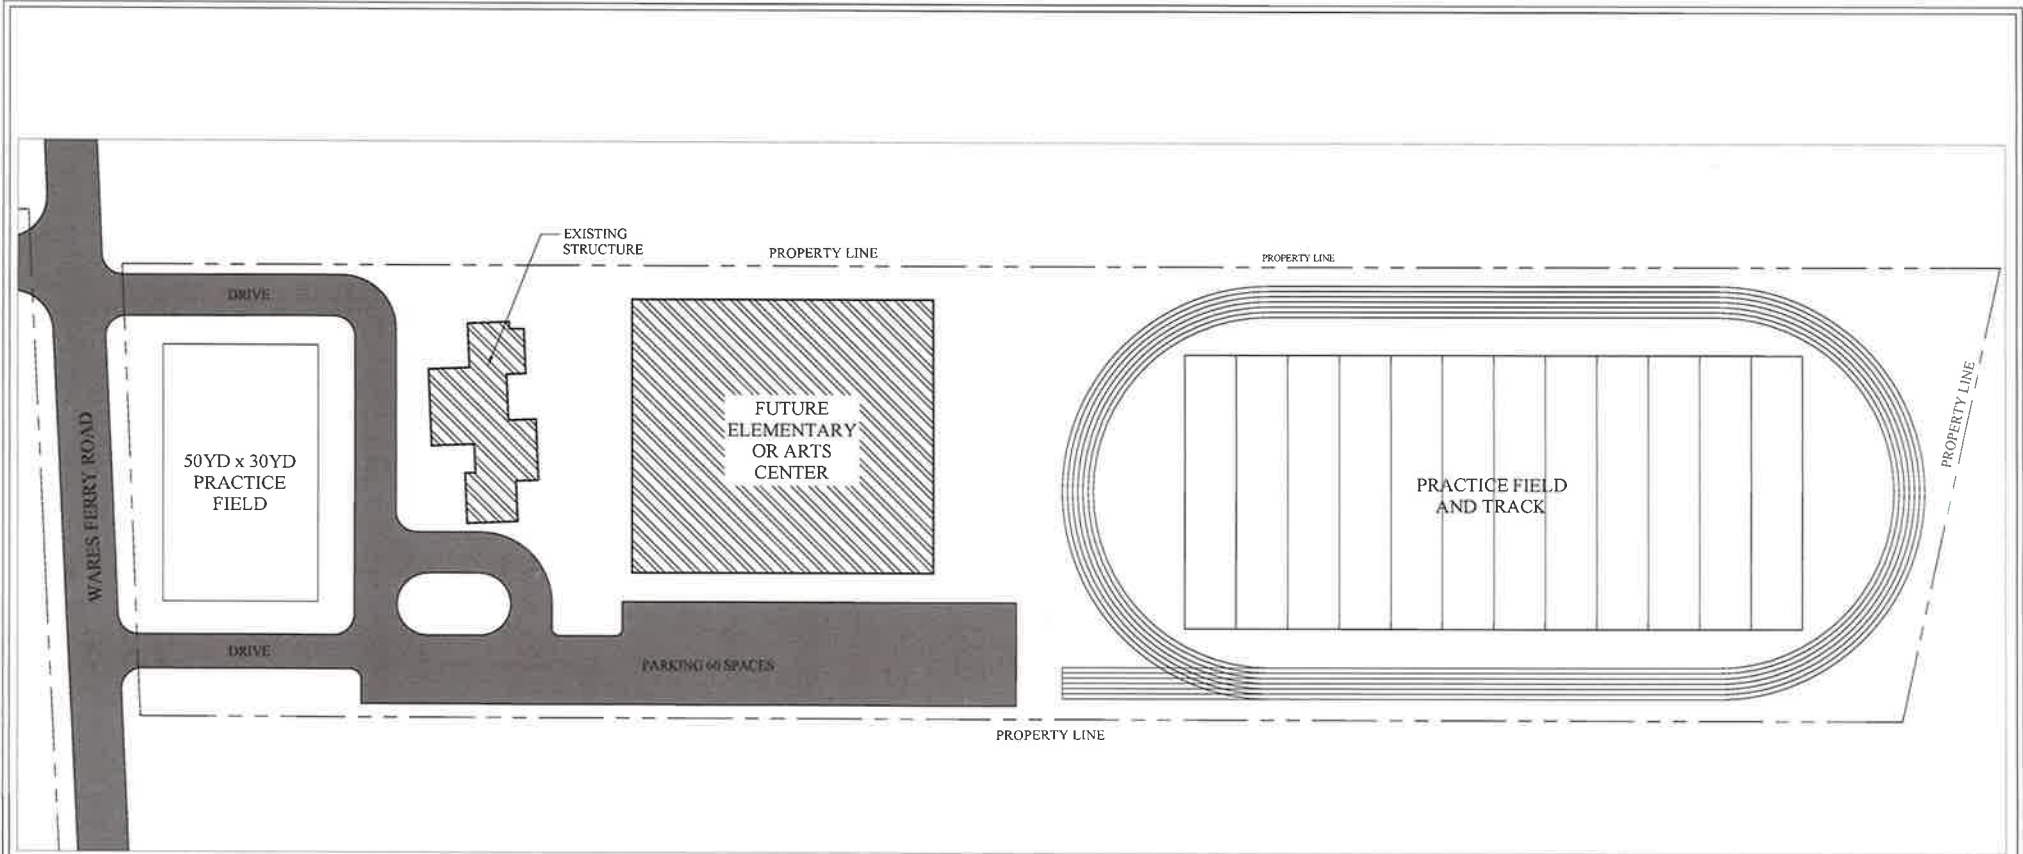 EXISTING
STRUCTURE
PROPERTY LINE
PROPERTY LINE
DRIVE
WARES FERRY ROAD
50YD x 30YD
PRACTICE
FIELD
FUTURE
ELEMENTARY
OR ARTS
CENTER
PRACTICE FIELD
AND TRACK
PROPERTY LINE
DRIVE
PARKING 60 SPACES
PROPERTY LINE